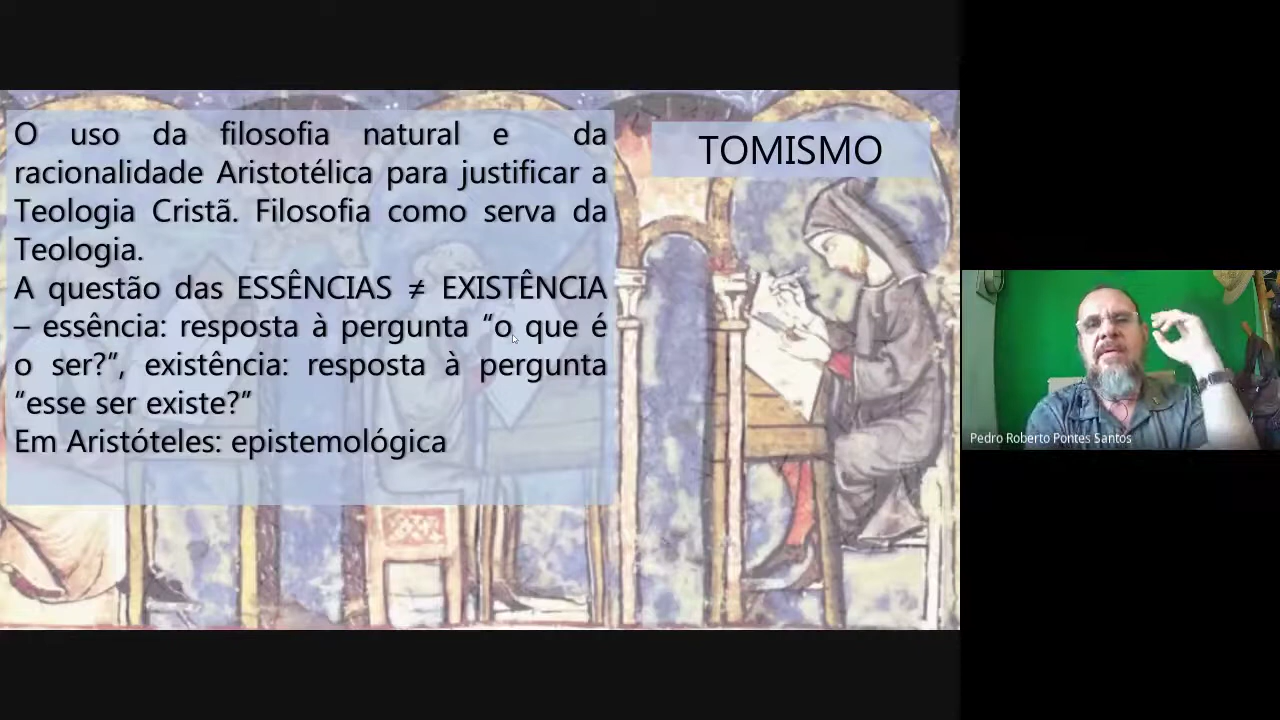 O uso da filosofia natural e da
racionalidade Aristotélica para justificar a
Teologia Cristã. Filosofia como serva da
Teologia.
A questão das ESSÊNCIAS ≠ EXISTÊNCIA
– essência: resposta à pergunta “o que é
o ser?”, existência: resposta à pergunta
“esse ser existe?”
Em Aristóteles: epistemológica
TOMISMO
Pedro Roberto Pontes Santos